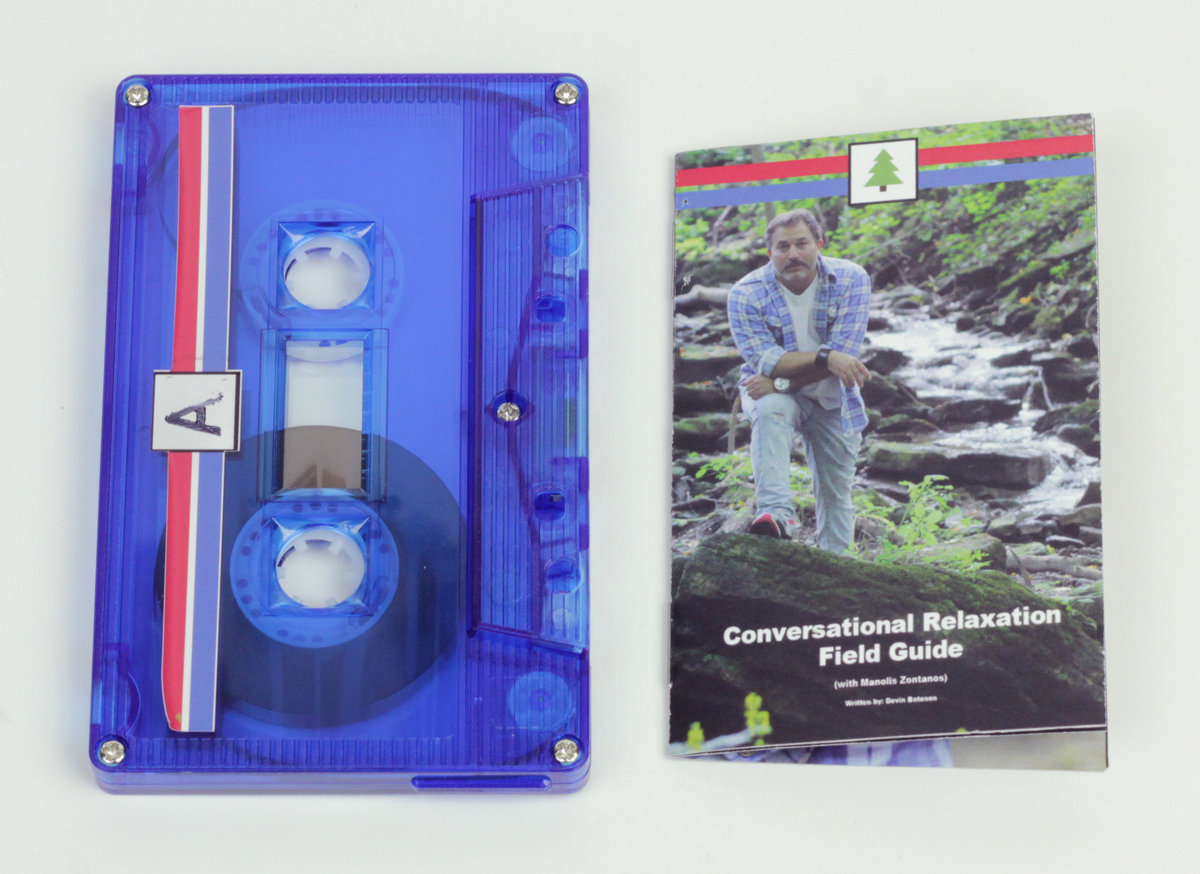 A
Conversational Relaxation
Field Guide
(with Manolis Zontanos)
Written by: Devin Bateson